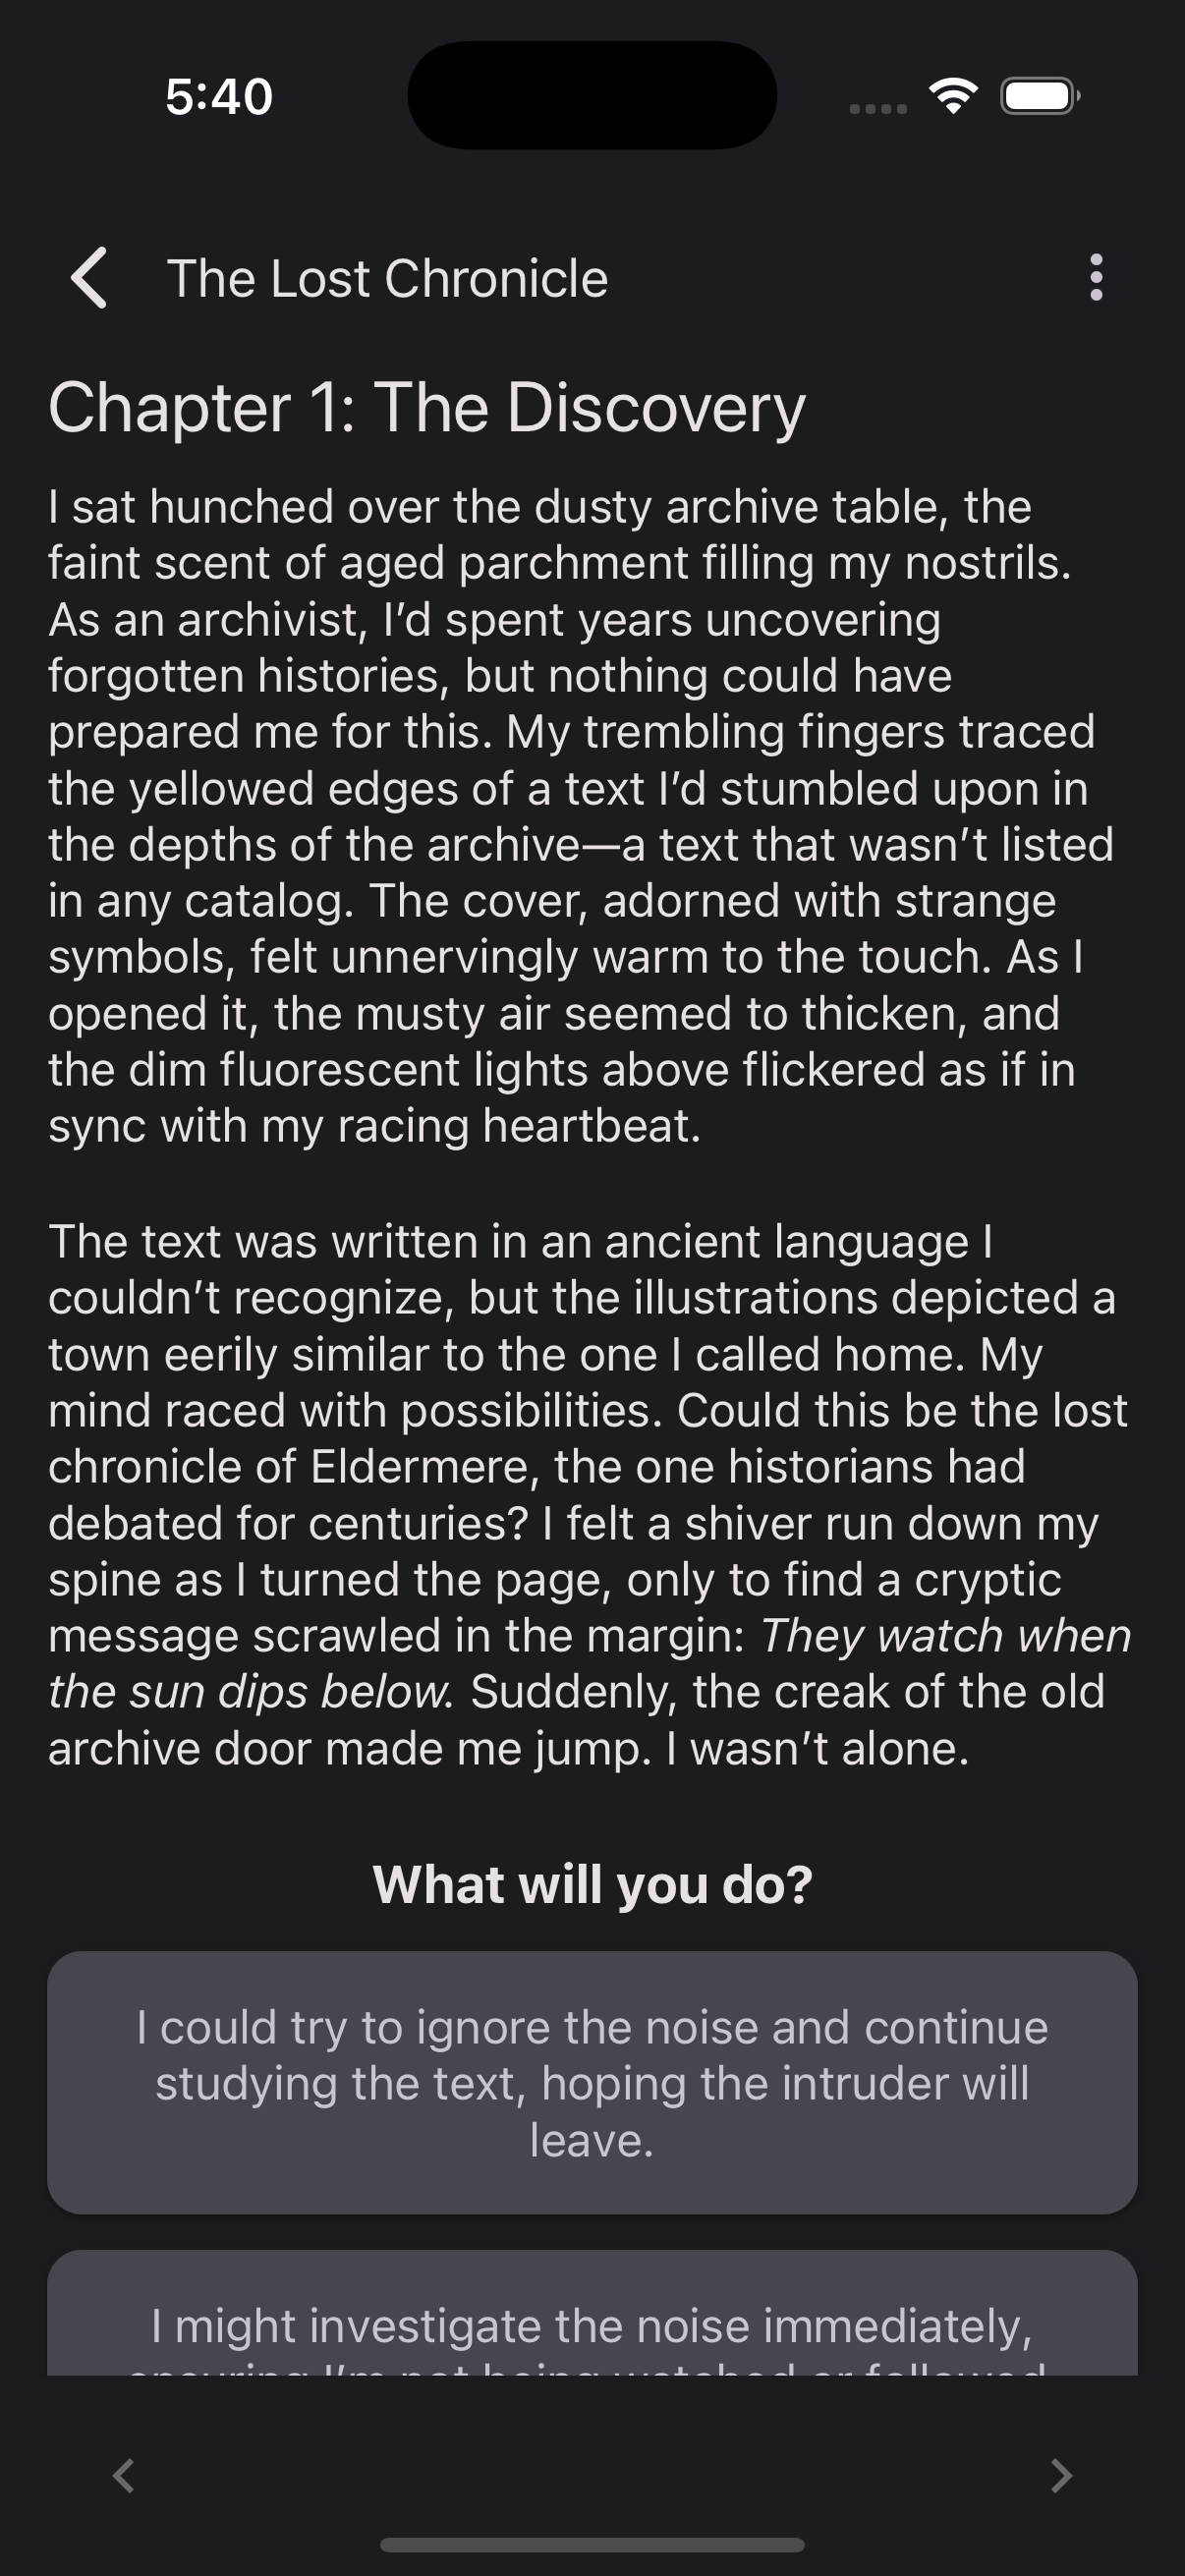 5:40
The Lost Chronicle
Chapter 1: The Discovery
I sat hunched over the dusty archive table, the
faint scent of aged parchment filling my nostrils.
As an archivist, I’d spent years uncovering
forgotten histories, but nothing could have
prepared me for this. My trembling fingers traced
the yellowed edges of a text I’d stumbled upon in
the depths of the archive—a text that wasn’t listed
in any catalog. The cover, adorned with strange
symbols, felt unnervingly warm to the touch. As I
opened it, the musty air seemed to thicken, and
the dim fluorescent lights above flickered as if in
sync with my racing heartbeat.
The text was written in an ancient language I
couldn’t recognize, but the illustrations depicted a
town eerily similar to the one I called home. My
mind raced with possibilities. Could this be the lost
chronicle of Eldermere, the one historians had
debated for centuries? I felt a shiver run down my
spine as I turned the page, only to find a cryptic
message scrawled in the margin: They watch when
the sun dips below. Suddenly, the creak of the old
archive door made me jump. I wasn’t alone.
What will you do?
I could try to ignore the noise and continue
studying the text, hoping the intruder will
leave.
I might investigate the noise immediately,
ensuring I’m not being watched or followed